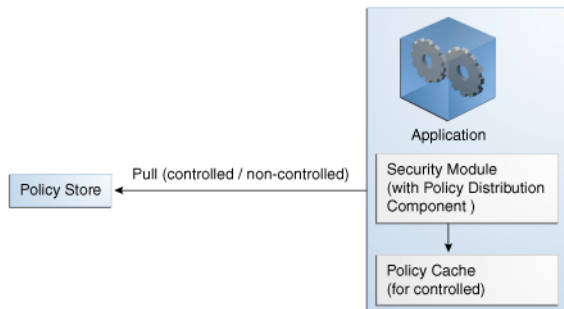 Application
Pull (controlled / non-controlled)
Policy Store
Security Module
(with Policy Distribution
Component )
Policy Cache
(for controlled)